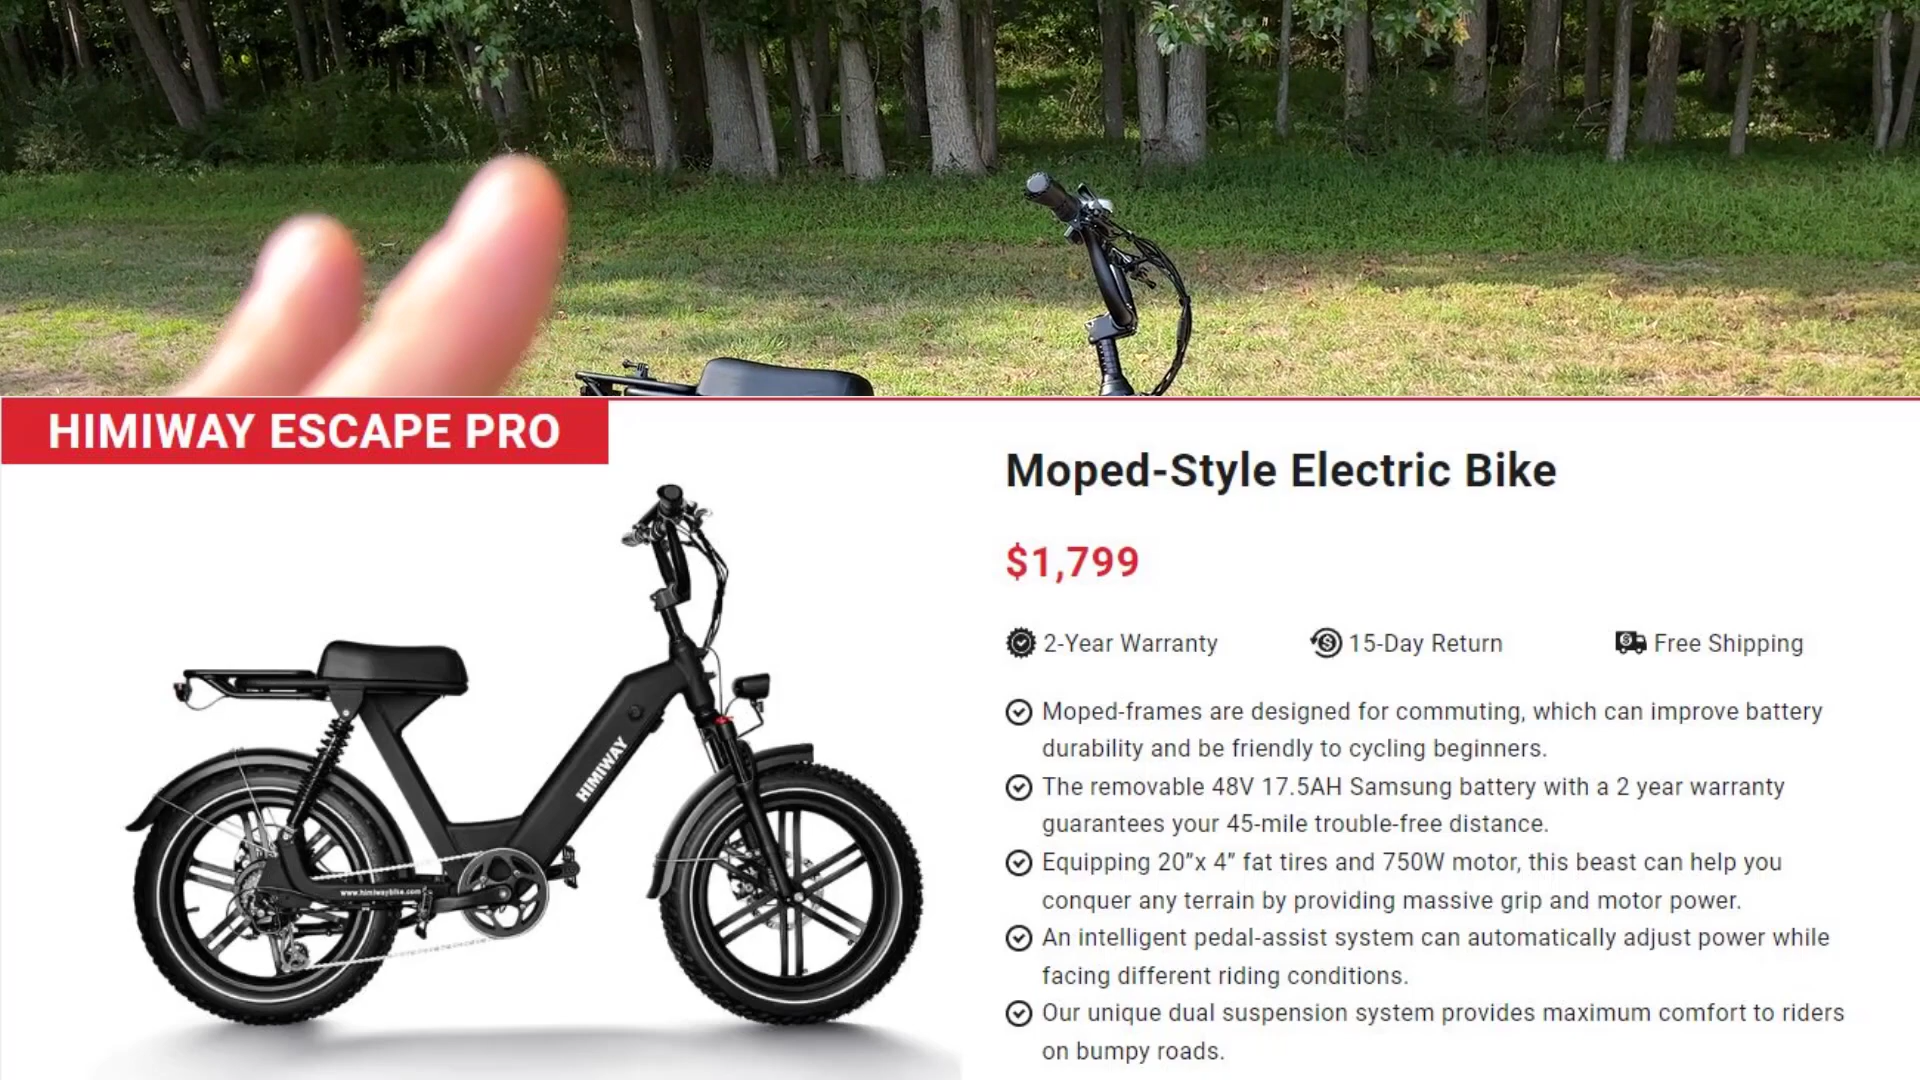 HIMIWAY ESCAPE PRO
Moped-Style Electric Bike
$1,799
2-Year Warranty 15-Day Return Free Shipping
Moped-frames are designed for commuting, which can improve battery
durability and be friendly to cycling beginners.
The removable 48V 17.5AH Samsung battery with a 2 year warranty
guarantees your 45-mile trouble-free distance.
Equipping 20”x 4” fat tires and 750W motor, this beast can help you
conquer any terrain by providing massive grip and motor power.
An intelligent pedal-assist system can automatically adjust power while
facing different riding conditions.
Our unique dual suspension system provides maximum comfort to riders
on bumpy roads.
HIMIWAY
www.himiwaybike.com